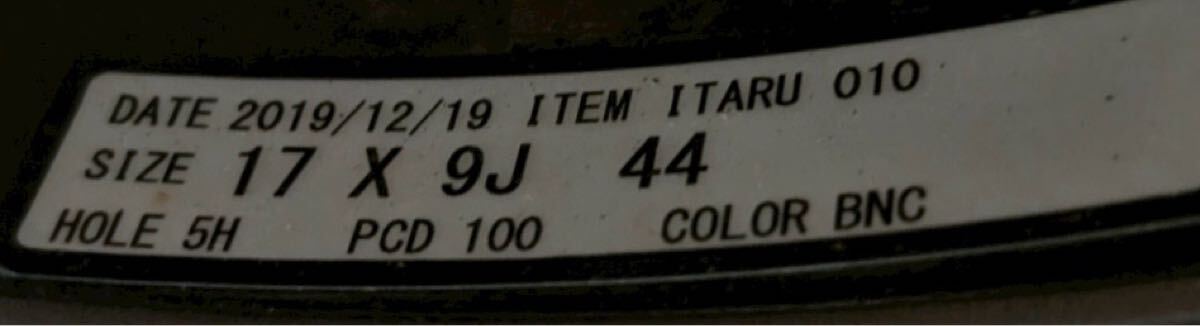 DATE 2019/12/19 ITEM ITARU 010
SIZE 17 X 9J 44
HOLE 5H PCD 100 COLOR BNC